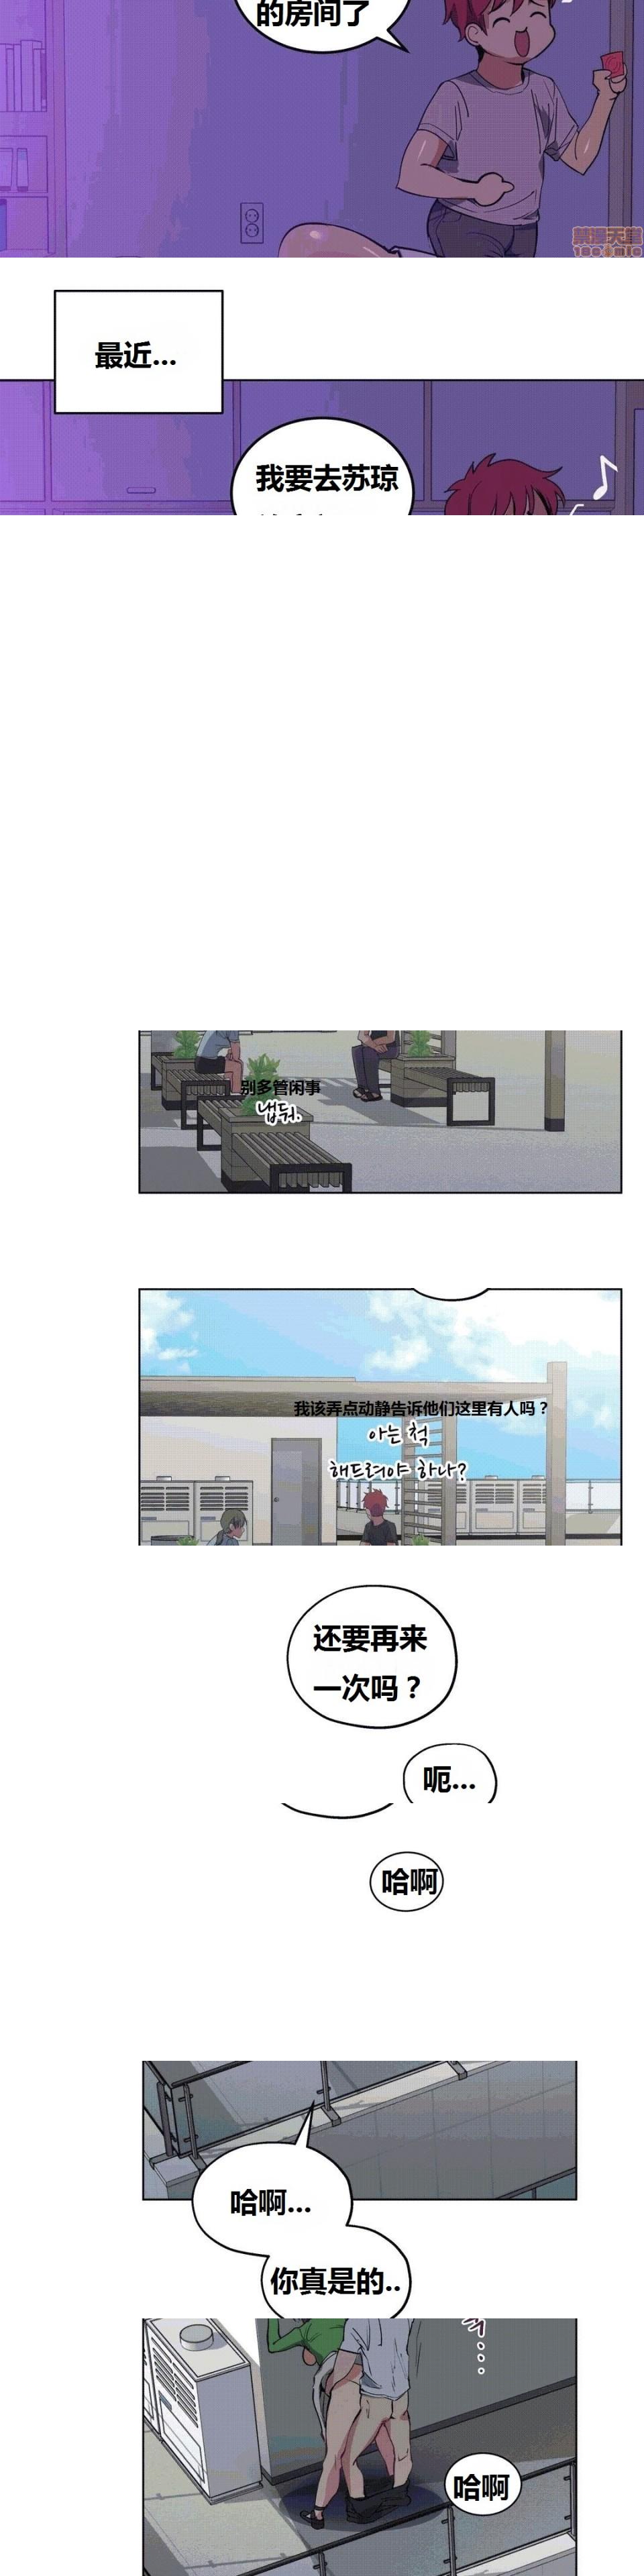 的房间了
最近...
我要去苏琼
别多管闲事
냅둬.
我该弄点动静告诉他们这里有人吗？
아는 척
해드려야 하나?
还要再来
一次吗？
呃...
哈啊
哈啊...
你真是的..
哈啊